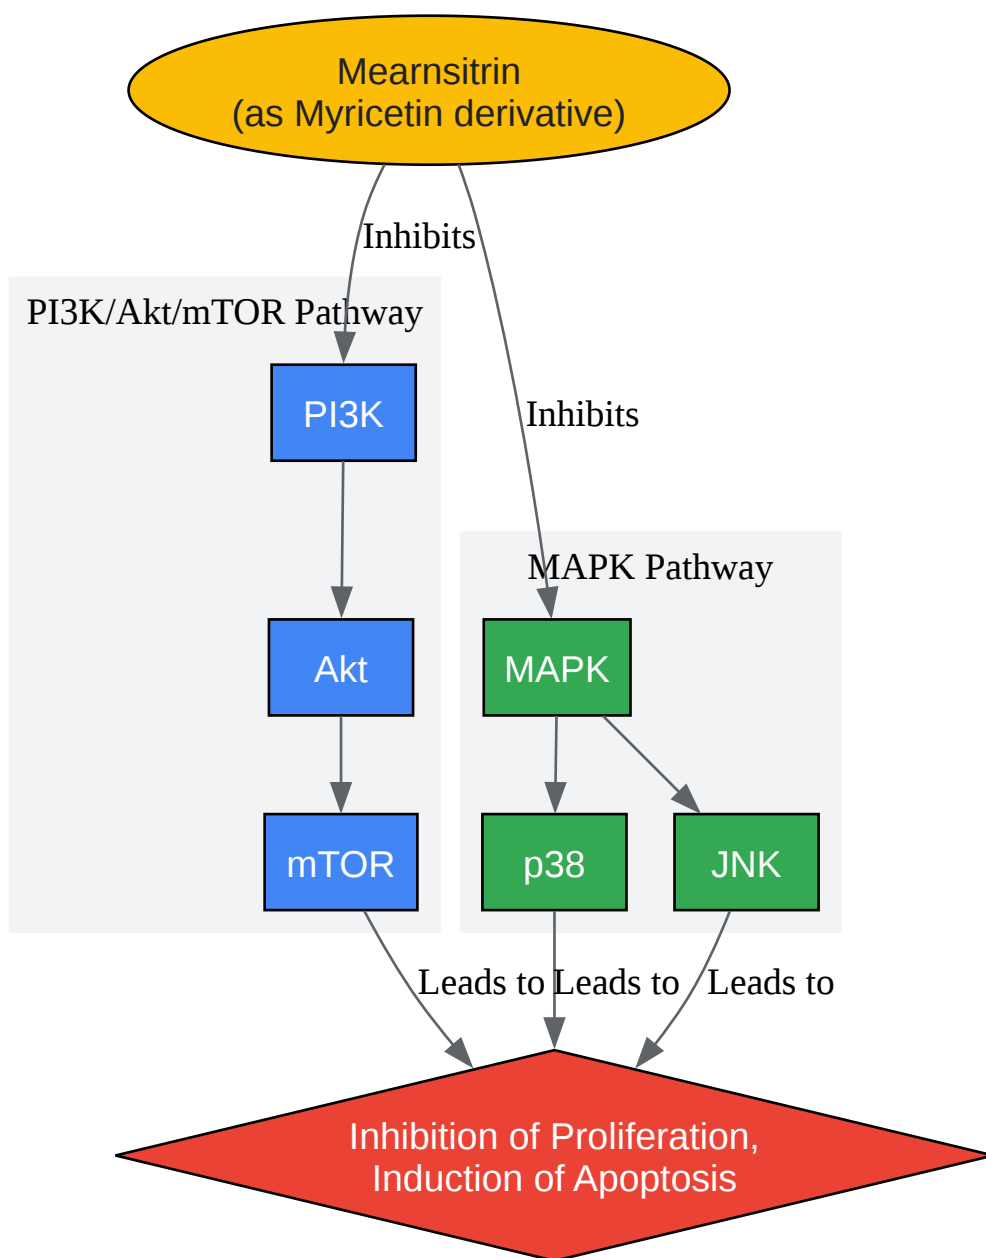 Mearnsitrin
(as Myricetin derivative)
Inhibits
PI3K/Akt/mTOR Pathway
PI3K
Inhibits
MAPK Pathway
Akt
MAPK
mTOR
p38
JNK
Leads to
Leads to
Leads to
Inhibition of Proliferation,
Induction of Apoptosis